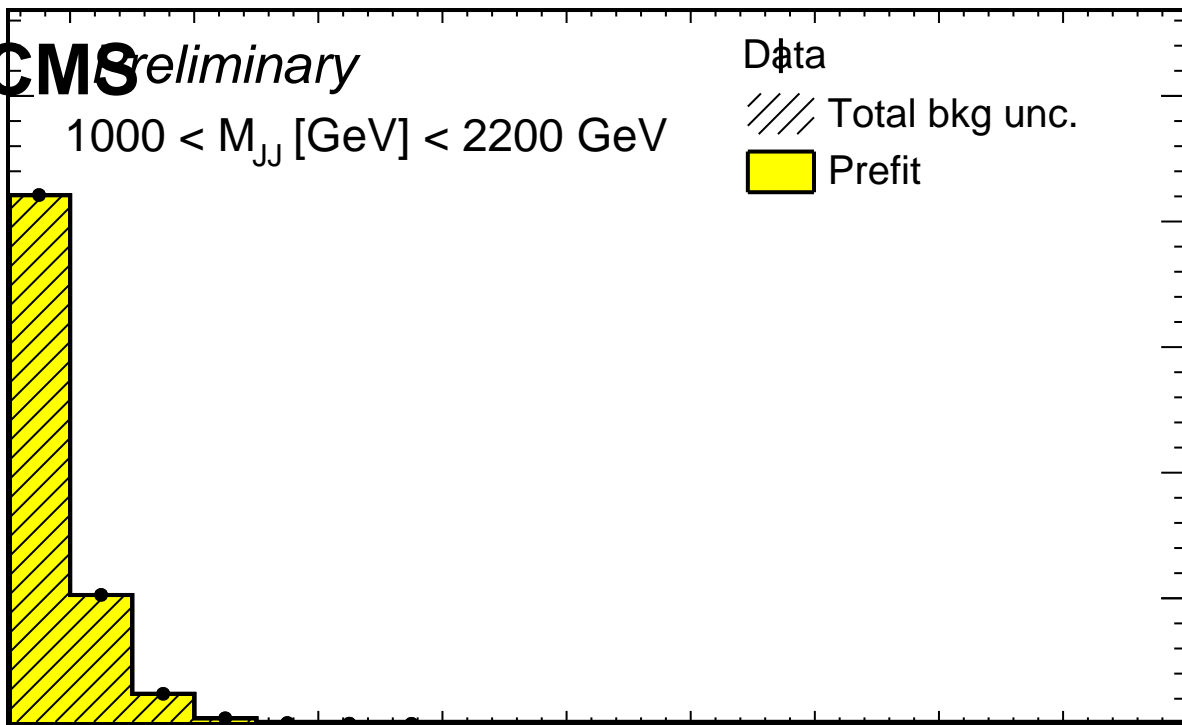 CMS Preliminary
1000 < M_JJ [GeV] < 2200 GeV
Data
Total bkg unc.
Prefit